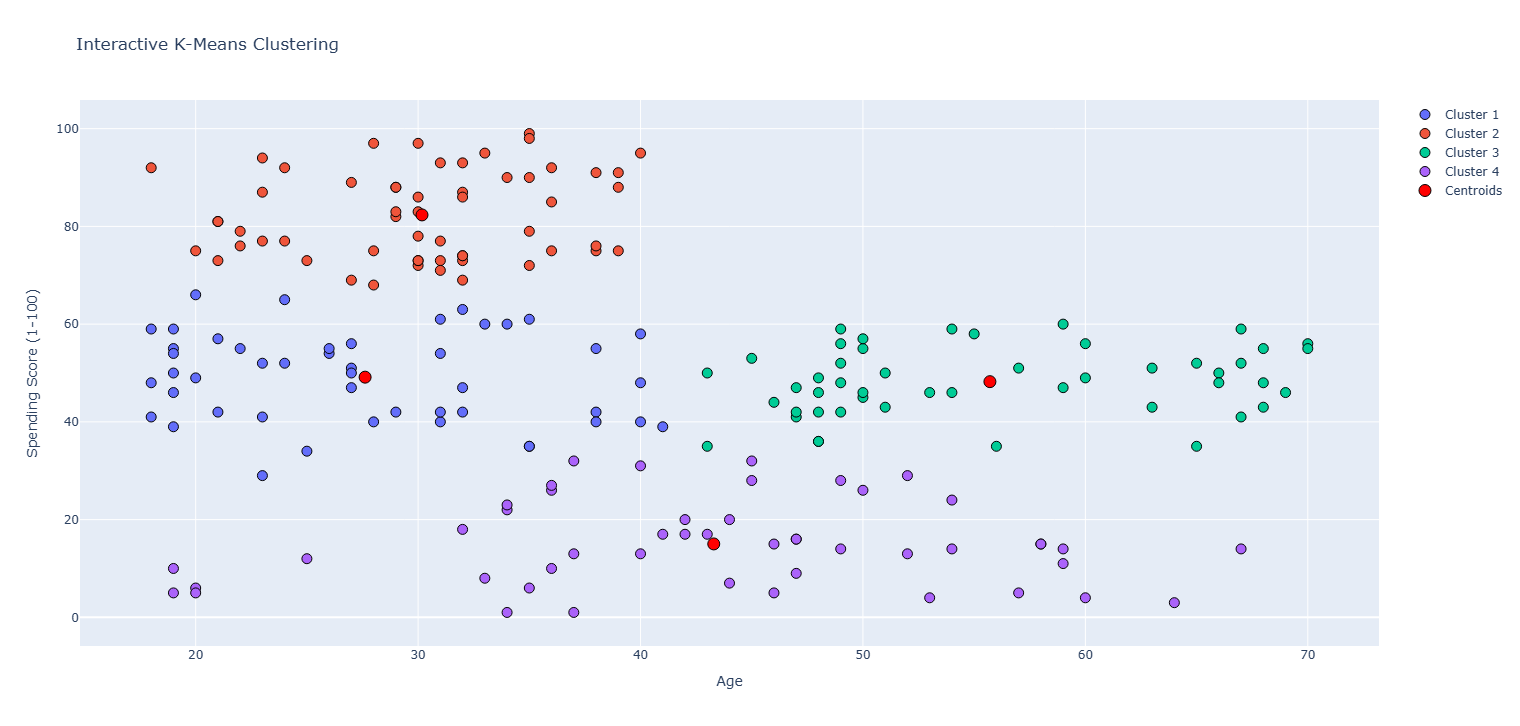 Interactive K-Means Clustering
Cluster 1
Cluster 2
Cluster 3
Cluster 4
Centroids
Spending Score (1-100)
100
80
60
40
20
0
20
30
40
50
60
70
Age